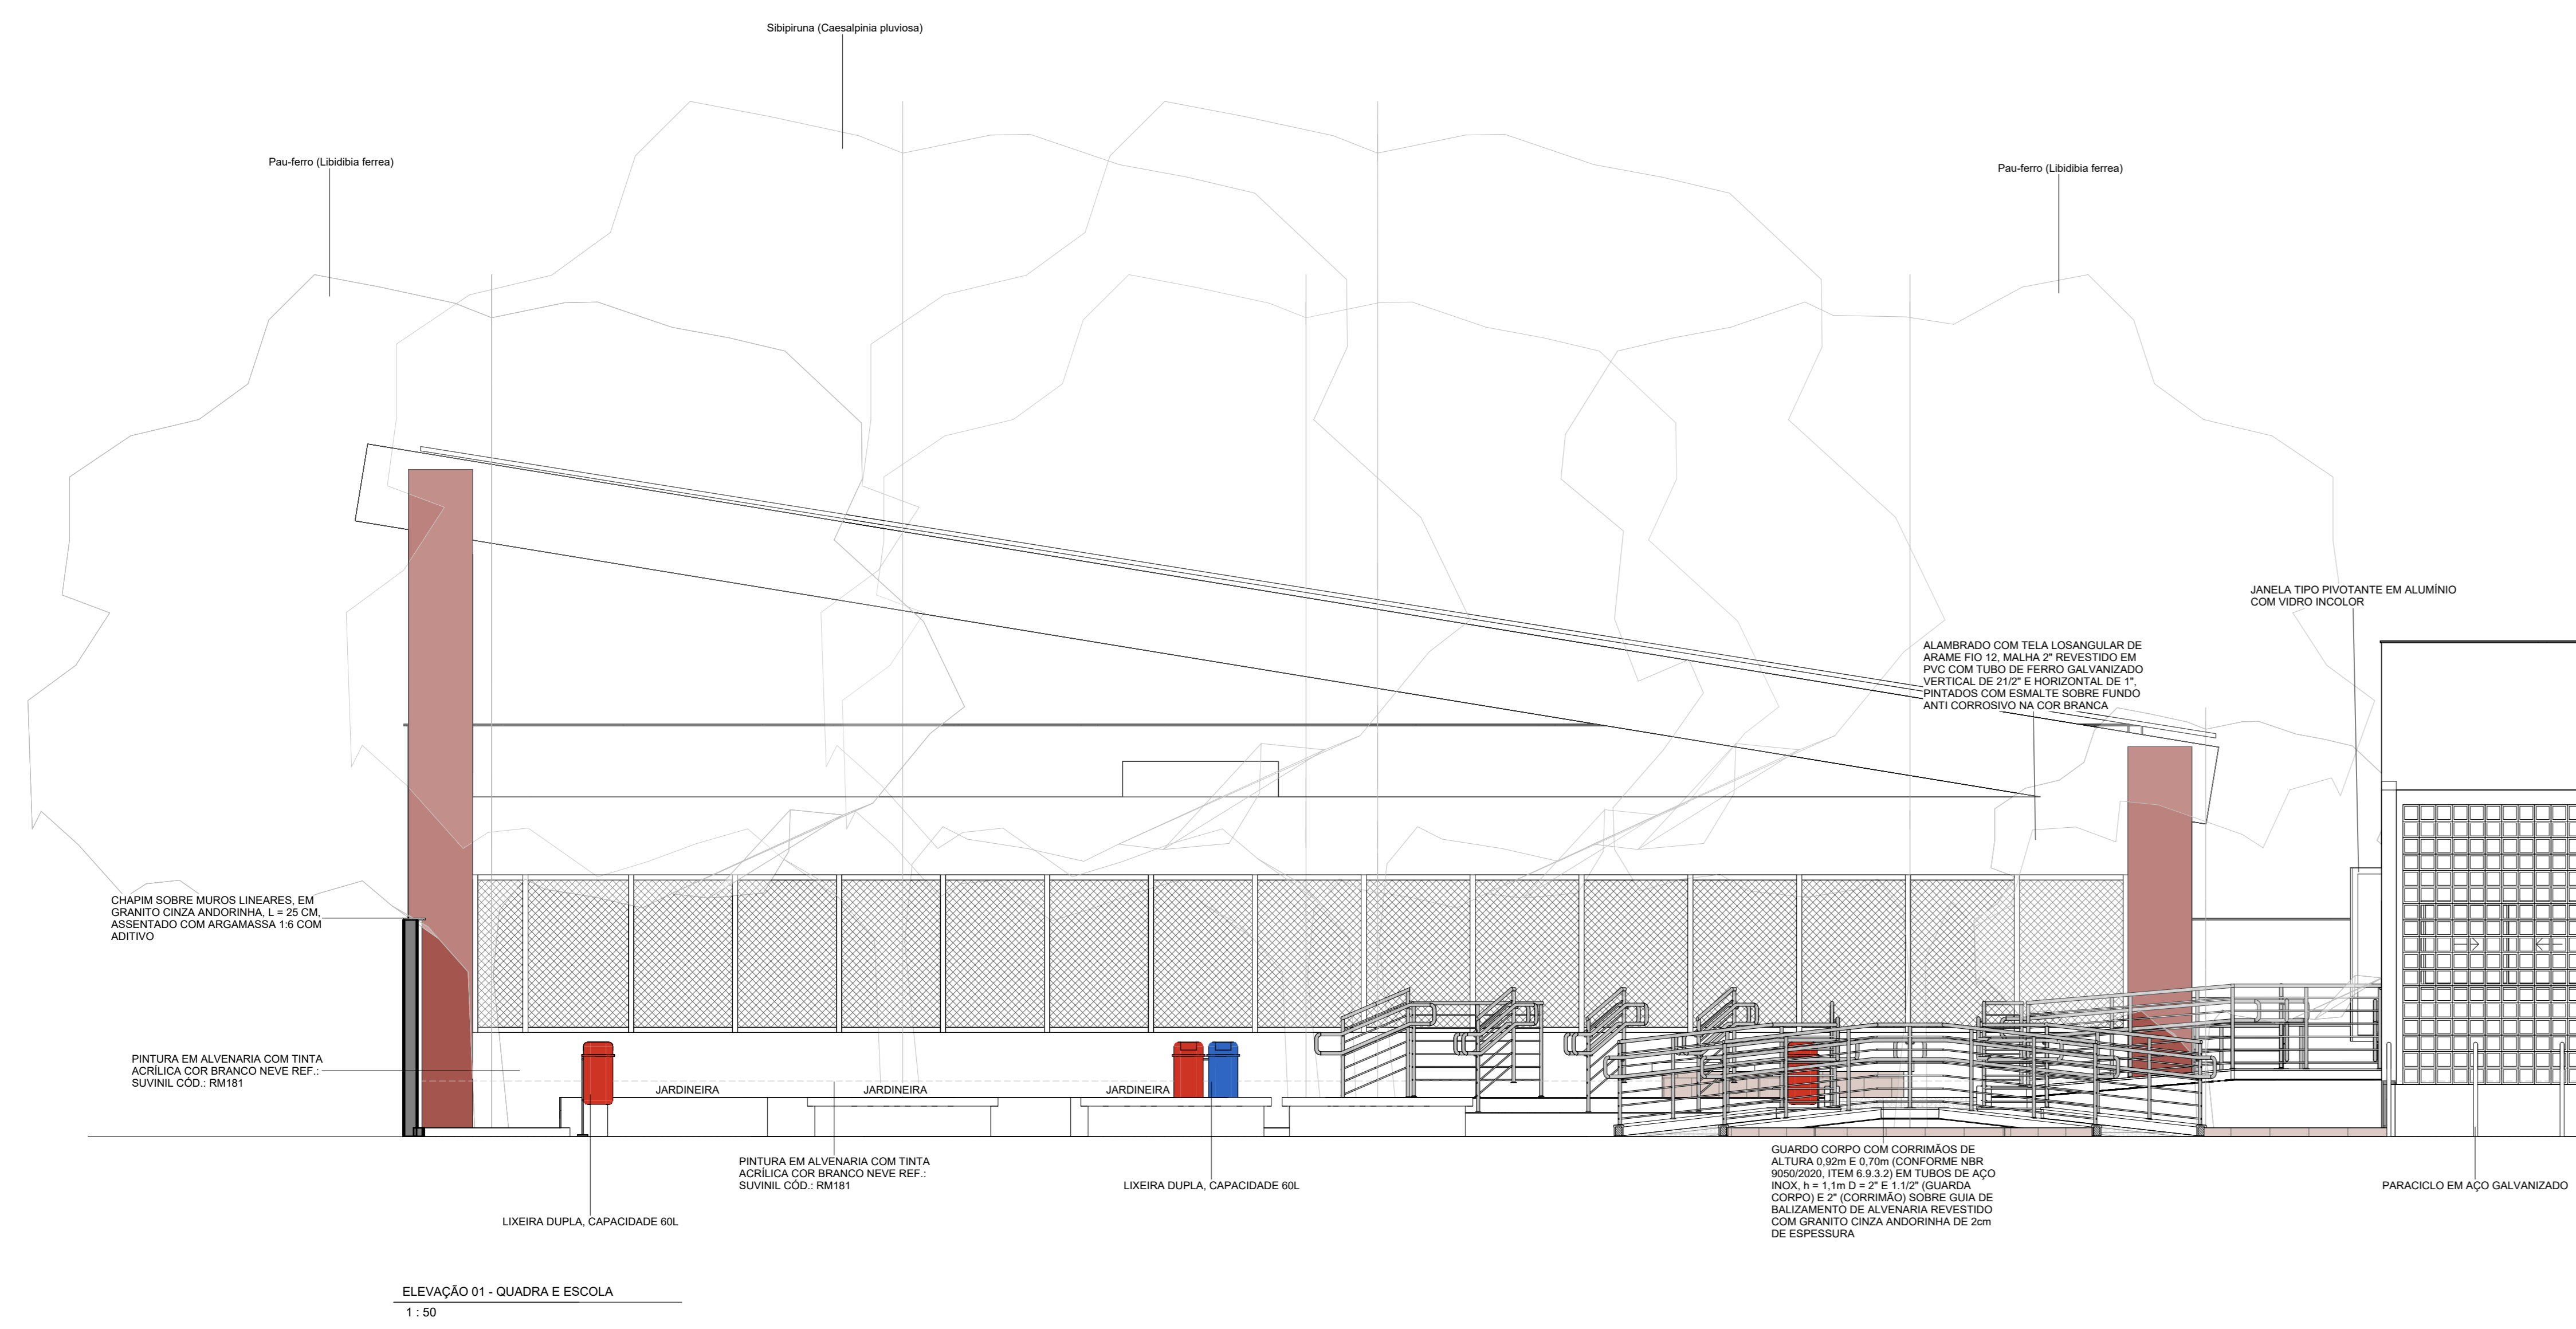 Sibipiruna (Caesalpinia pluviosa)
Pau-ferro (Libidibia ferrea)
Pau-ferro (Libidibia ferrea)
JANELA TIPO PIVOTANTE EM ALUMÍNIO
COM VIDRO INCOLOR
ALAMBRADO COM TELA LOSANGULAR DE
ARAME FIO 12, MALHA 2" REVESTIDO EM
PVC COM TUBO DE FERRO GALVANIZADO
VERTICAL DE 21/2" E HORIZONTAL DE 1",
PINTADOS COM ESMALTE SOBRE FUNDO
ANTI CORROSIVO NA COR BRANCA
CHAPIM SOBRE MUROS LINEARES, EM
GRANITO CINZA ANDORINHA, L = 25 CM,
ASSENTADO COM ARGAMASSA 1:6 COM
ADITIVO
PINTURA EM ALVENARIA COM TINTA
ACRÍLICA COR BRANCO NEVE REF.:
SUVINIL CÓD.: RM181
JARDINEIRA
JARDINEIRA
JARDINEIRA
PINTURA EM ALVENARIA COM TINTA
ACRÍLICA COR BRANCO NEVE REF.:
SUVINIL CÓD.: RM181
LIXEIRA DUPLA, CAPACIDADE 60L
LIXEIRA DUPLA, CAPACIDADE 60L
GUARDO CORPO COM CORRIMÃOS DE
ALTURA 0,92m E 0,70m (CONFORME NBR
9050/2020, ITEM 6.9.3.2) EM TUBOS DE AÇO
INOX, h = 1,1m D = 2" E 1.1/2" (GUARDA
CORPO) E 2" (CORRIMÃO) SOBRE GUIA DE
BALIZAMENTO DE ALVENARIA REVESTIDO
COM GRANITO CINZA ANDORINHA DE 2cm
DE ESPESSURA
PARACICLO EM AÇO GALVANIZADO
ELEVAÇÃO 01 - QUADRA E ESCOLA
1 : 50